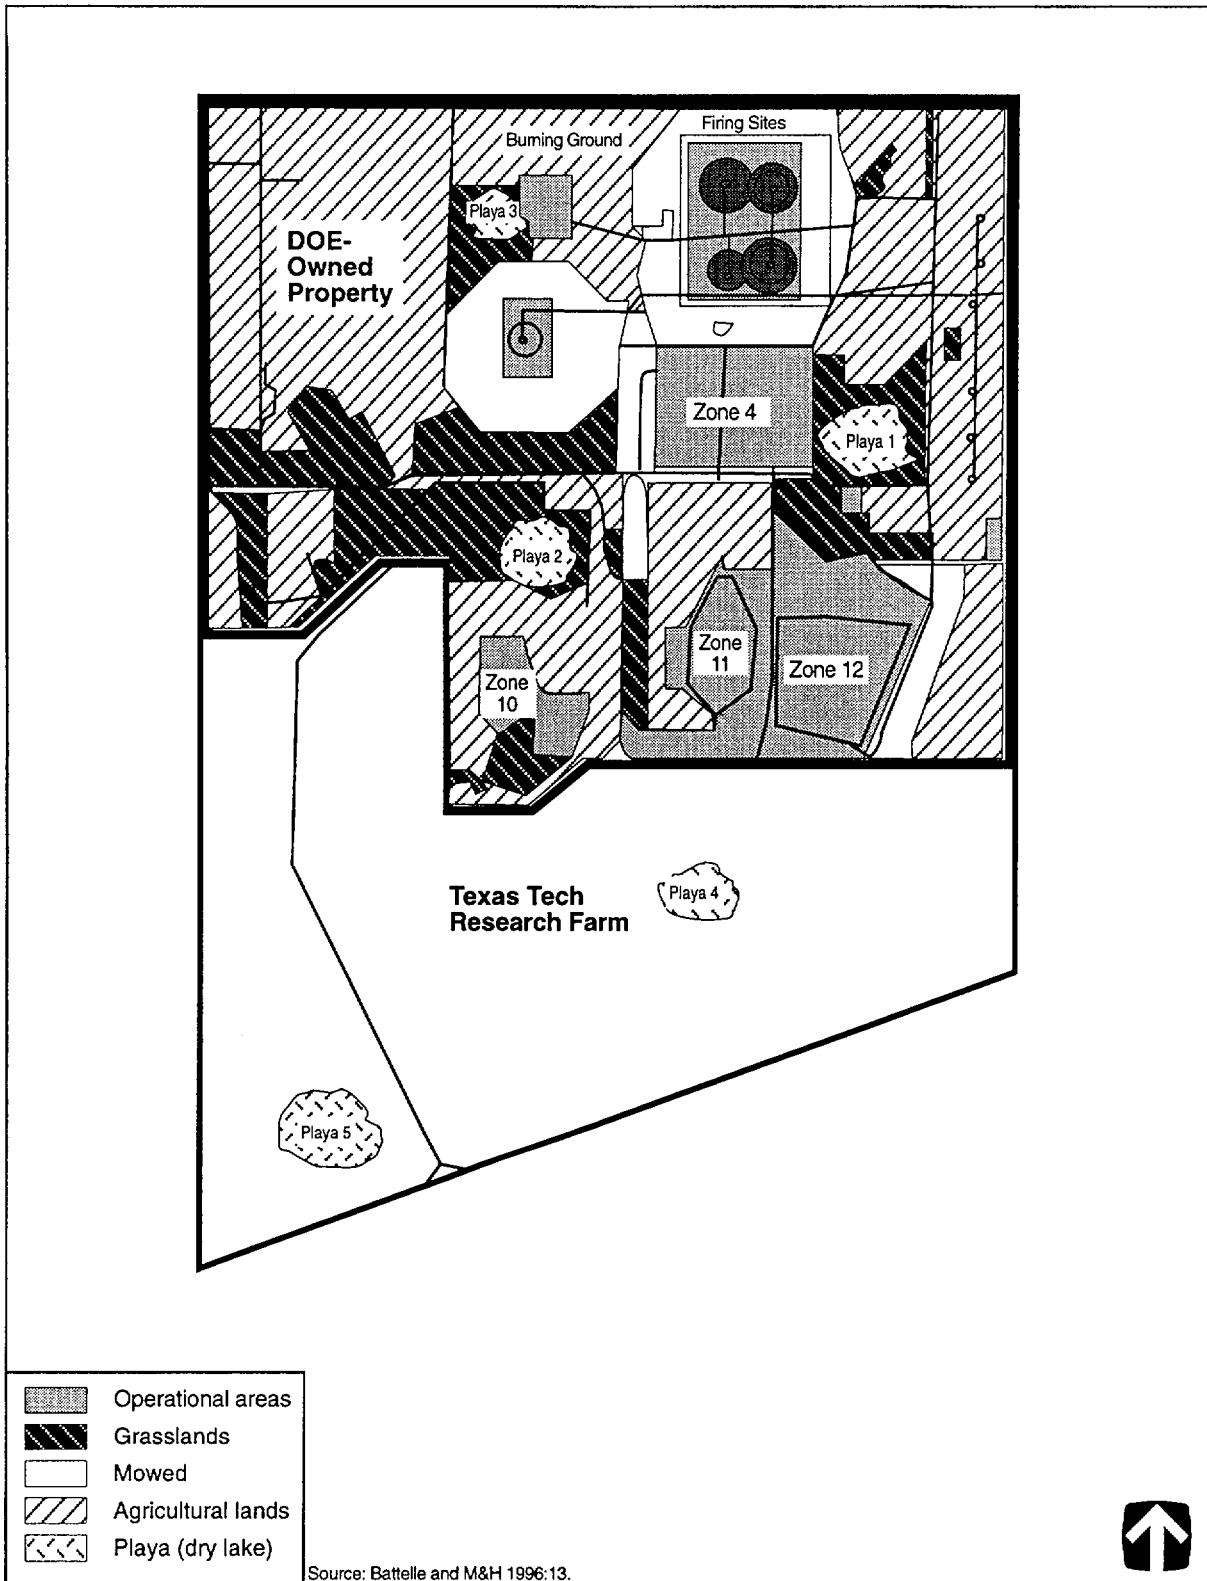 Firing Sites
Burning Ground
Playa 3
DOE-
Owned
Property
Zone 4
Playa 1
Playa 2
Zone
11
Zone 12
Zone
10
Texas Tech
Research Farm
Playa 4
Playa 5
Operational areas
Grasslands
Mowed
Agricultural lands
Playa (dry lake)
Source: Battelle and M&H 1996:13.